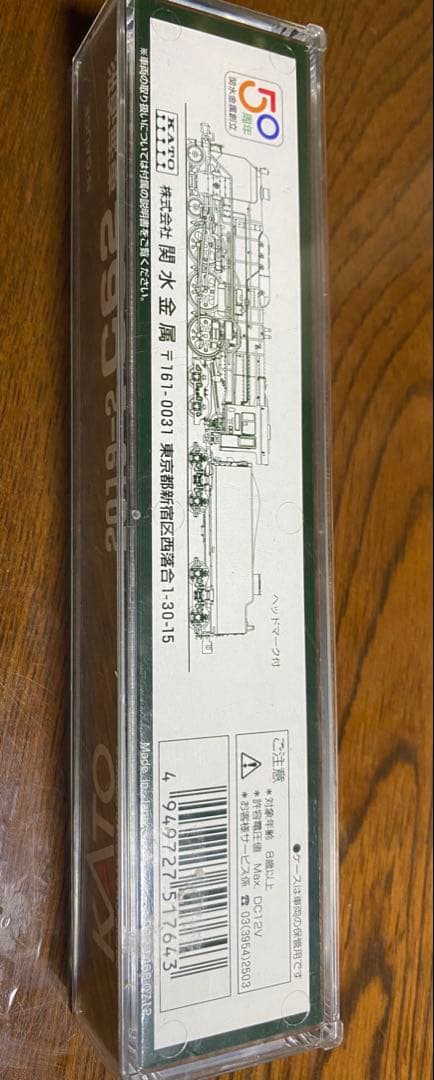 50周年
関水金属創立
KATO
株式会社 関水金属 〒161-0031 東京都新宿区西落合1-30-15
※車両の取り扱いについては付属の説明書をご覧ください。
ヘッドマーク付
●ケースは車両の保管用です
ご注意
*対象年齢 8歳以上
*許容電圧値 Max. DC12V
*お客様サービス係 ☎ 03(3954)2503
4 949727 517643
Made in